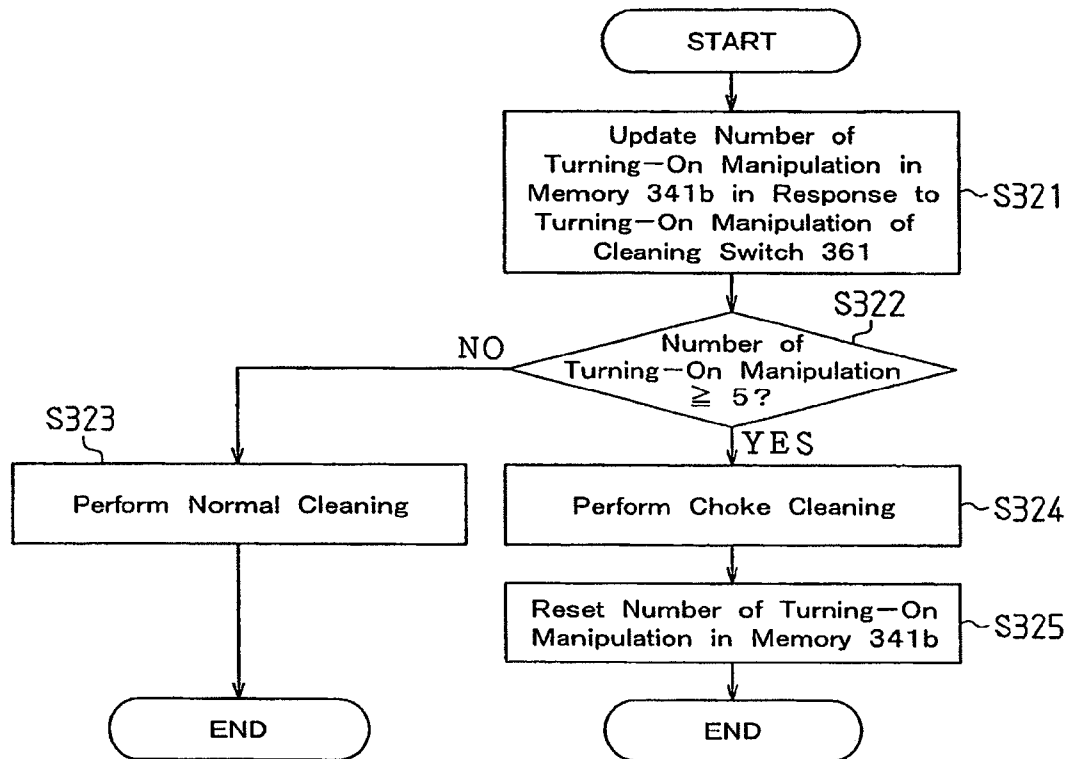 START
Update Number of
Turning-On Manipulation in
Memory 341b in Response to
Turning-On Manipulation of
Cleaning Switch 361
S321
S322
Number of
Turning-On Manipulation
≧ 5?
NO
YES
S323
Perform Normal Cleaning
Perform Choke Cleaning
S324
Reset Number of Turning-On
Manipulation in Memory 341b
S325
END
END